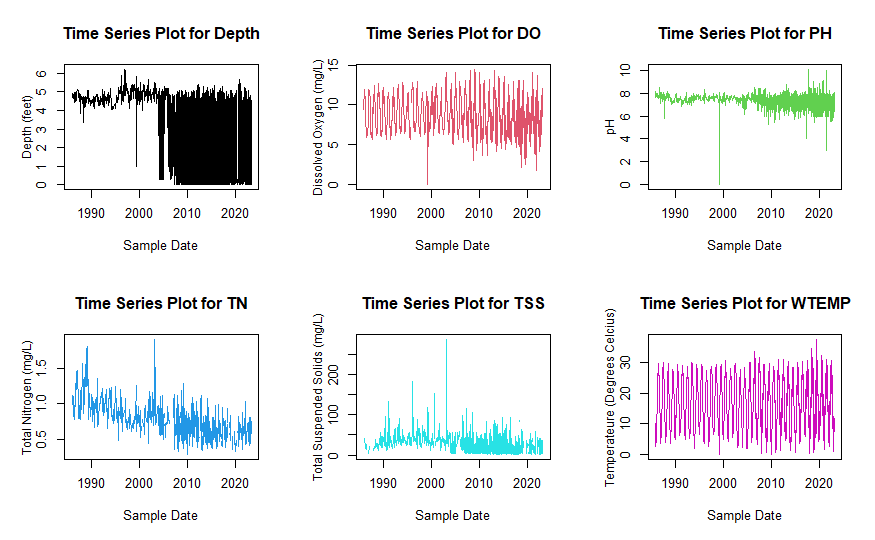 Time Series Plot for Depth
Depth (feet)
6
5
4
3
2
1
0
1990 2000 2010 2020
Sample Date
Time Series Plot for DO
Dissolved Oxygen (mg/L)
15
10
5
0
1990 2000 2010 2020
Sample Date
Time Series Plot for PH
pH
10
8
6
4
2
0
1990 2000 2010 2020
Sample Date
Time Series Plot for TN
Total Nitrogen (mg/L)
1.5
1.0
0.5
1990 2000 2010 2020
Sample Date
Time Series Plot for TSS
Total Suspended Solids (mg/L)
200
100
0
1990 2000 2010 2020
Sample Date
Time Series Plot for WTEMP
Temperateure (Degrees Celcius)
30
20
10
0
1990 2000 2010 2020
Sample Date